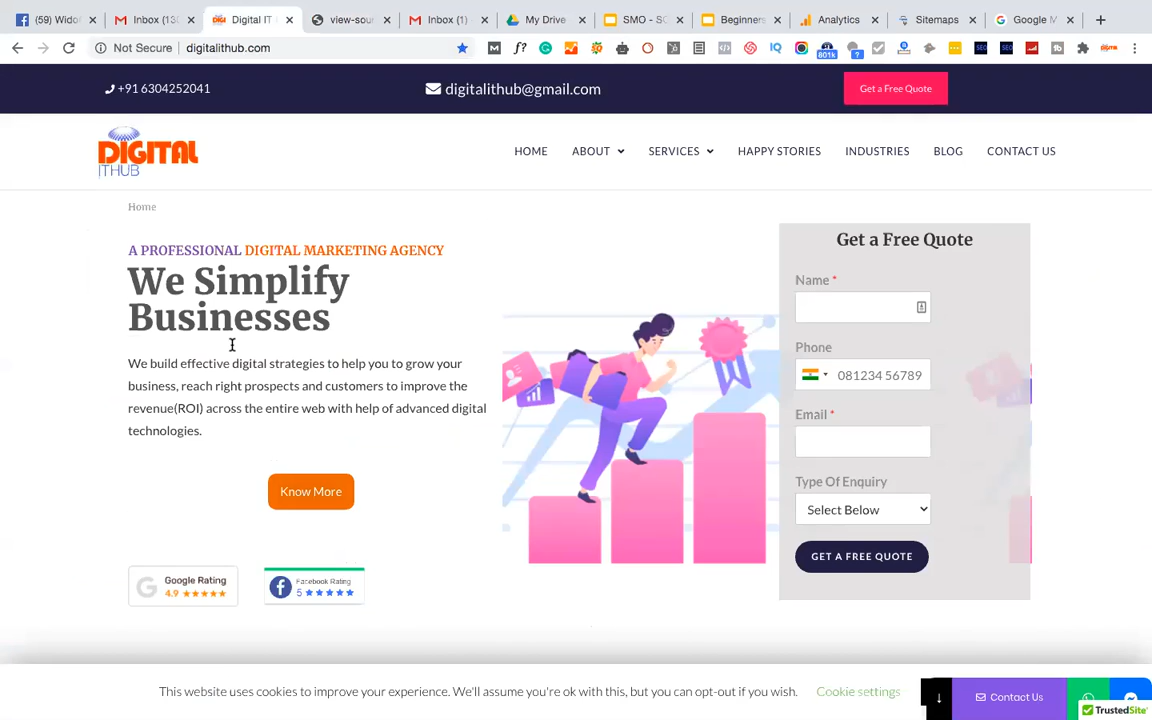 (59) Wido
Inbox (13(
Digital IT
view-sou
Inbox (1)
My Drive
SMO - SC
Beginners
Analytics
Sitemaps
Google M
Not Secure
digitalithub.com
801k
+91 6304252041
digitalithub@gmail.com
Get a Free Quote
DIGITAL
ITHUB
HOME
ABOUT
SERVICES
HAPPY STORIES
INDUSTRIES
BLOG
CONTACT US
Home
A PROFESSIONAL DIGITAL MARKETING AGENCY
We Simplify
Businesses
We build effective digital strategies to help you to grow your
business, reach right prospects and customers to improve the
revenue(ROI) across the entire web with help of advanced digital
technologies.
Know More
Google Rating
4.9
Facebook Rating
5
Get a Free Quote
Name *
Phone
081234 56789
Email *
Type Of Enquiry
Select Below
GET A FREE QUOTE
This website uses cookies to improve your experience. We'll assume you're ok with this, but you can opt-out if you wish.
Cookie settings
Contact Us
TrustedSite